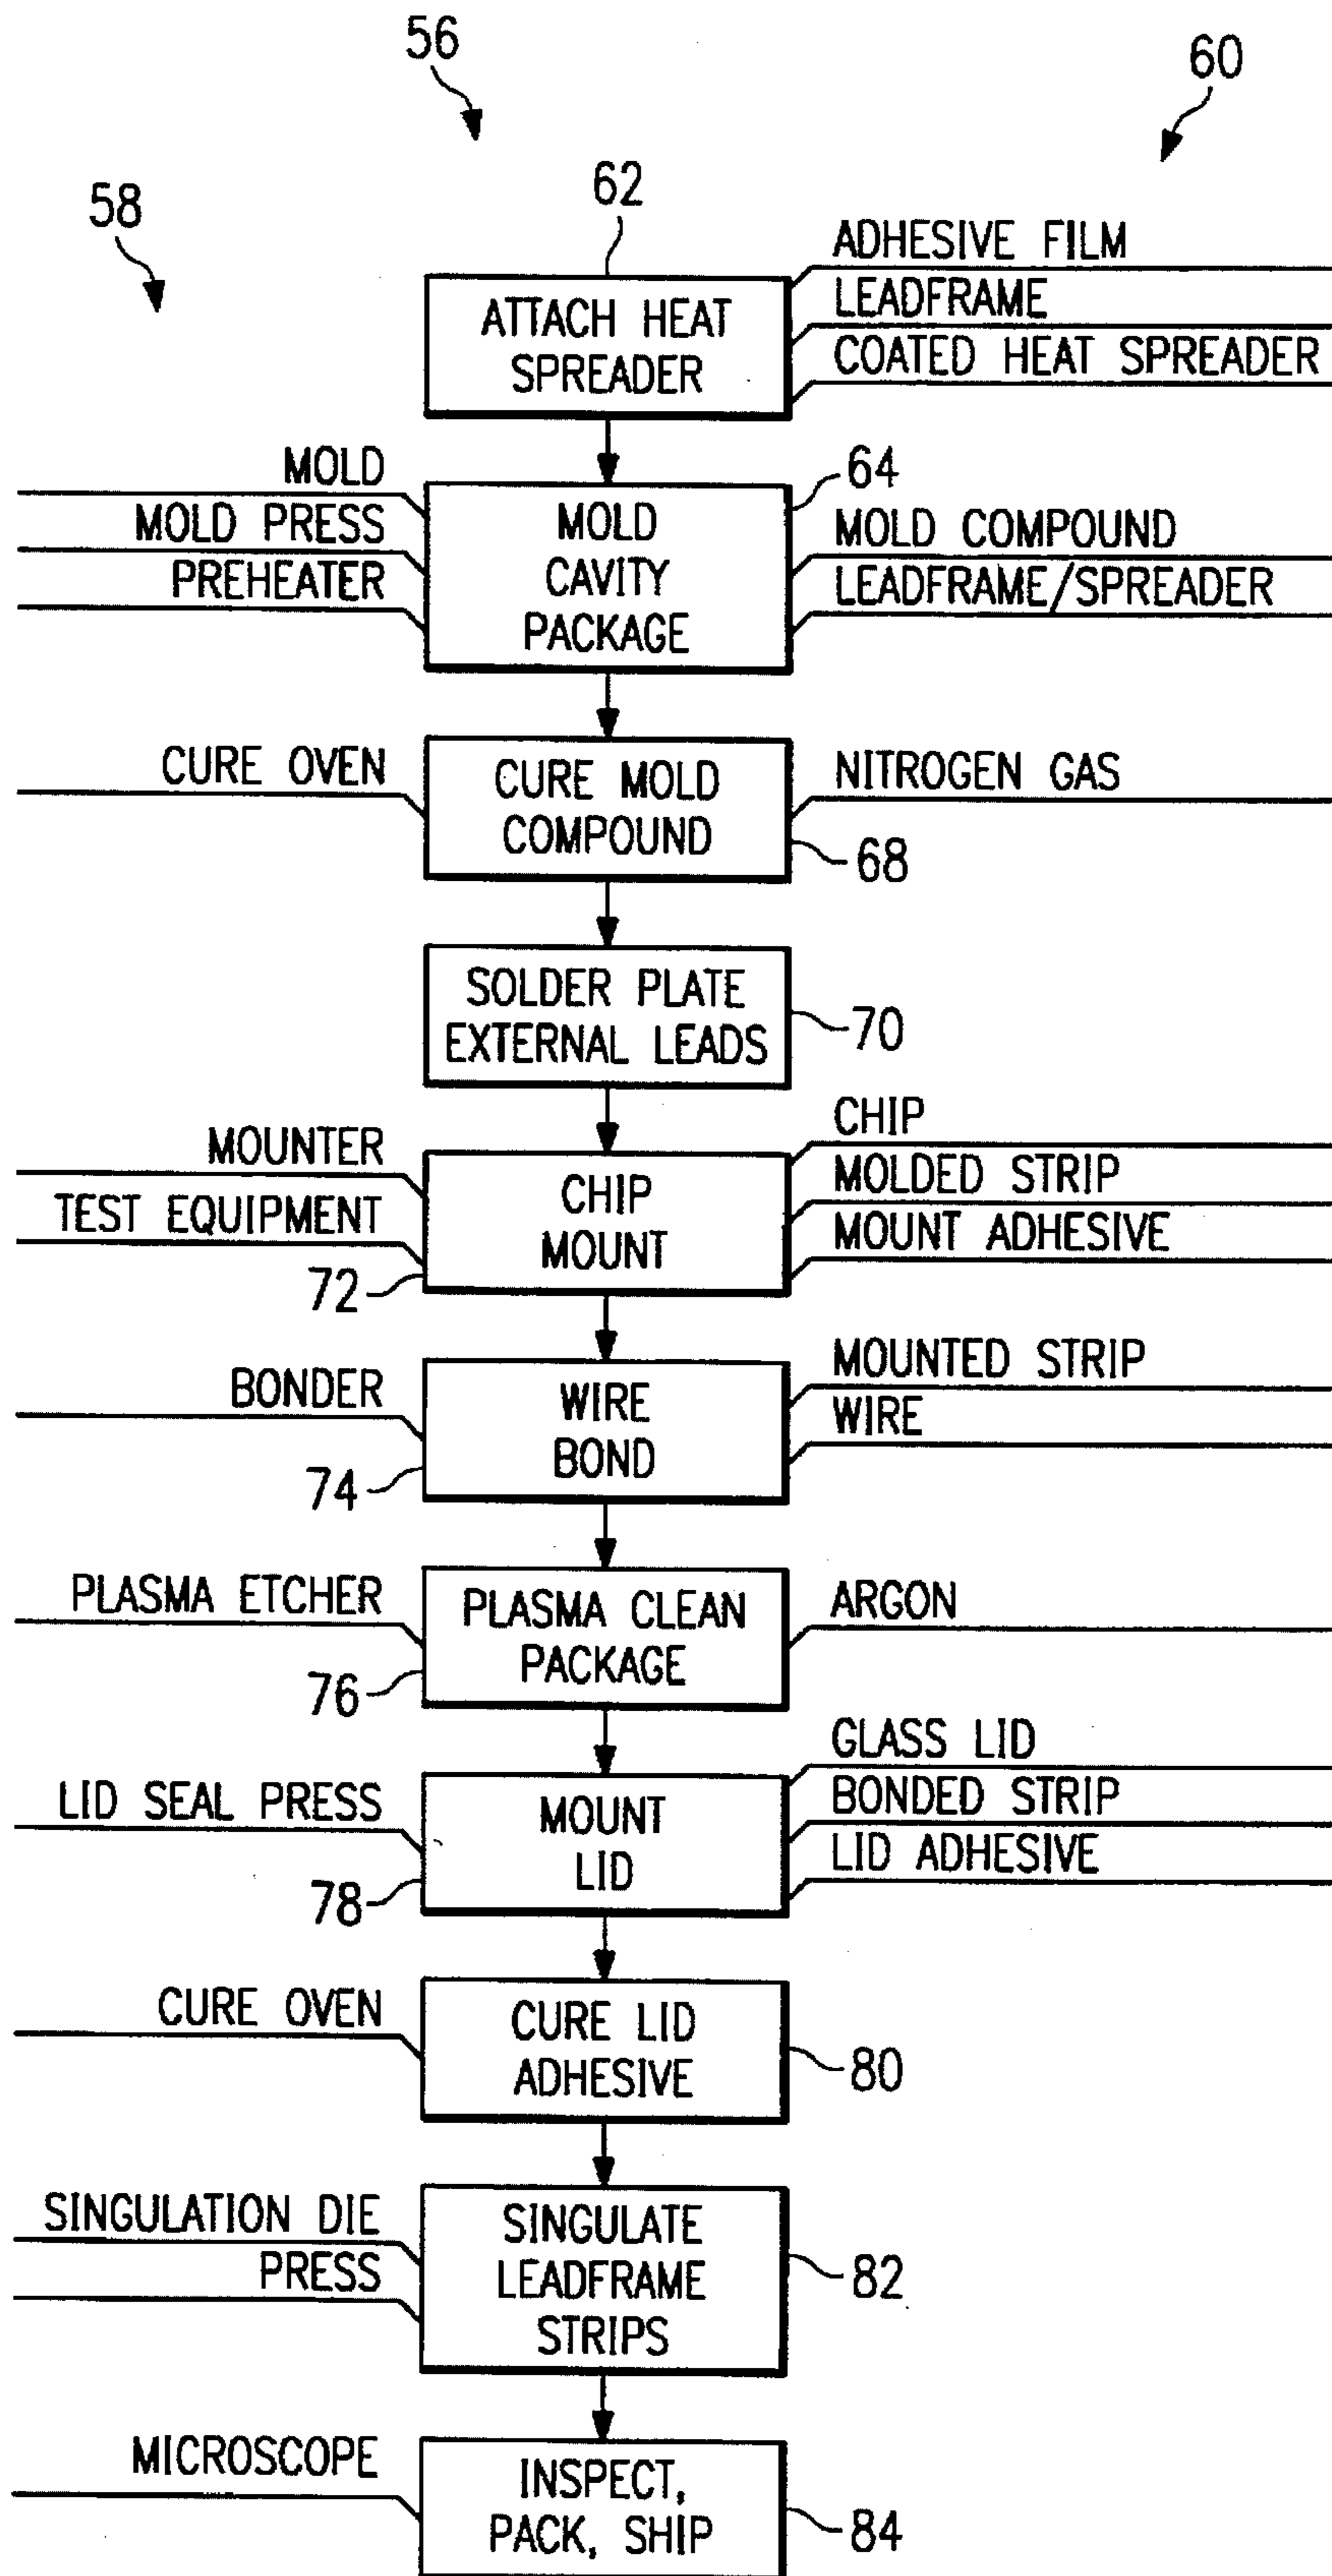 56
60
58
62
ADHESIVE FILM
LEADFRAME
COATED HEAT SPREADER
ATTACH HEAT
SPREADER
MOLD
MOLD PRESS
PREHEATER
64
MOLD
CAVITY
PACKAGE
MOLD COMPOUND
LEADFRAME/SPREADER
CURE OVEN
CURE MOLD
COMPOUND
NITROGEN GAS
68
SOLDER PLATE
EXTERNAL LEADS
70
MOUNTER
TEST EQUIPMENT
72
CHIP
MOUNT
CHIP
MOLDED STRIP
MOUNT ADHESIVE
BONDER
74
WIRE
BOND
MOUNTED STRIP
WIRE
PLASMA ETCHER
76
PLASMA CLEAN
PACKAGE
ARGON
LID SEAL PRESS
78
MOUNT
LID
GLASS LID
BONDED STRIP
LID ADHESIVE
CURE OVEN
CURE LID
ADHESIVE
80
SINGULATION DIE
PRESS
SINGULATE
LEADFRAME
STRIPS
82
MICROSCOPE
INSPECT,
PACK, SHIP
84